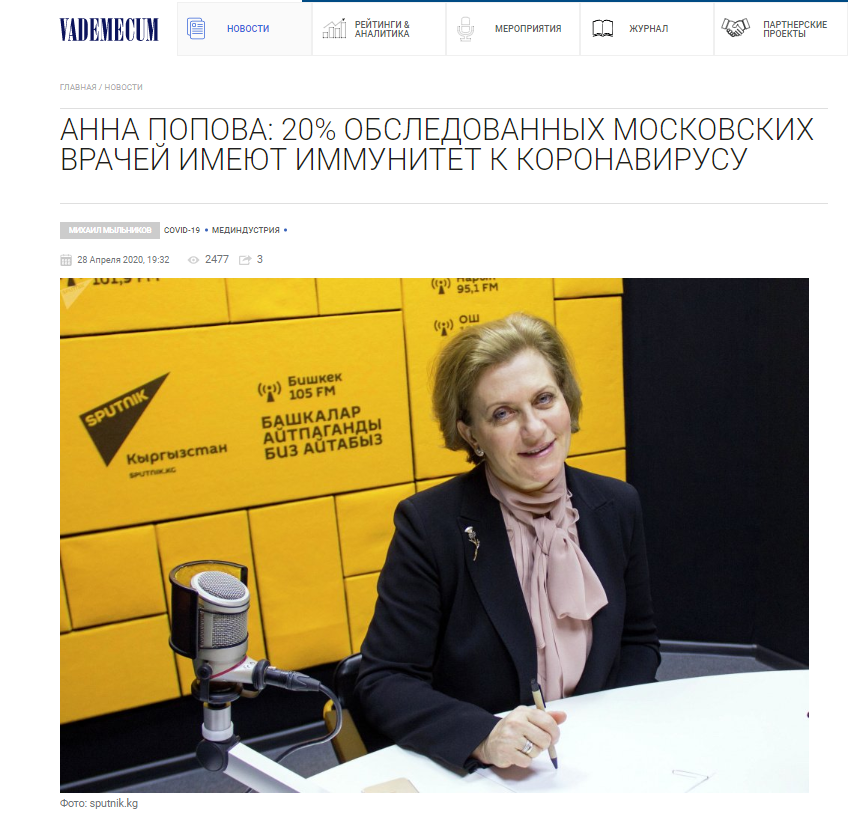 VADEMECUM
НОВОСТИ
РЕЙТИНГИ &
АНАЛИТИКА
МЕРОПРИЯТИЯ
ЖУРНАЛ
ПАРТНЕРСКИЕ
ПРОЕКТЫ
ГЛАВНАЯ / НОВОСТИ
АННА ПОПОВА: 20% ОБСЛЕДОВАННЫХ МОСКОВСКИХ
ВРАЧЕЙ ИМЕЮТ ИММУНИТЕТ К КОРОНАВИРУСУ
МИХАИЛ МЫЛЬНИКОВ COVID-19 • МЕДИНДУСТРИЯ •
28 Апреля 2020, 19:32 2477 3
101,9 FM
Нарын
95,1 FM
ОШ
SPUTNIK
Кыргызстан
SPUTNIK.KG
Бишкек
105 FM
БАШКАЛАР
АЙТПАГАНДЫ
БИЗ АЙТАБЫЗ
Фото: sputnik.kg